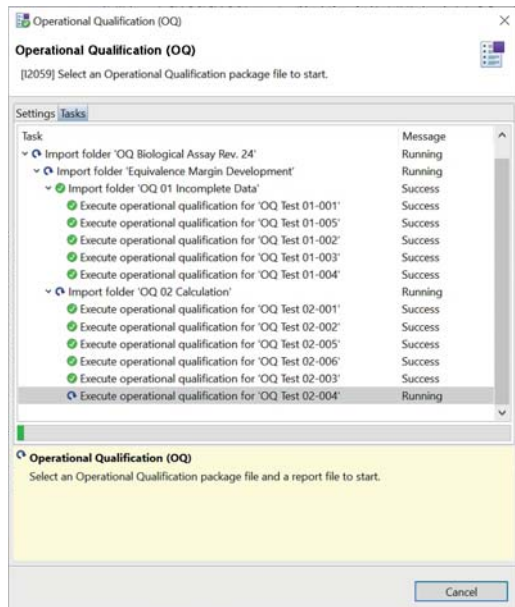 Operational Qualification (OQ)
Operational Qualification (OQ)
[I2059] Select an Operational Qualification package file to start.
Settings Tasks
Task Message
Import folder 'OQ Biological Assay Rev. 24' Running
Import folder 'Equivalence Margin Development' Running
Import folder 'OQ 01 Incomplete Data' Success
Execute operational qualification for 'OQ Test 01-001' Success
Execute operational qualification for 'OQ Test 01-005' Success
Execute operational qualification for 'OQ Test 01-002' Success
Execute operational qualification for 'OQ Test 01-003' Success
Execute operational qualification for 'OQ Test 01-004' Success
Import folder 'OQ 02 Calculation' Running
Execute operational qualification for 'OQ Test 02-001' Success
Execute operational qualification for 'OQ Test 02-002' Success
Execute operational qualification for 'OQ Test 02-005' Success
Execute operational qualification for 'OQ Test 02-006' Success
Execute operational qualification for 'OQ Test 02-003' Success
Execute operational qualification for 'OQ Test 02-004' Running
Operational Qualification (OQ)
Select an Operational Qualification package file and a report file to start.
Cancel